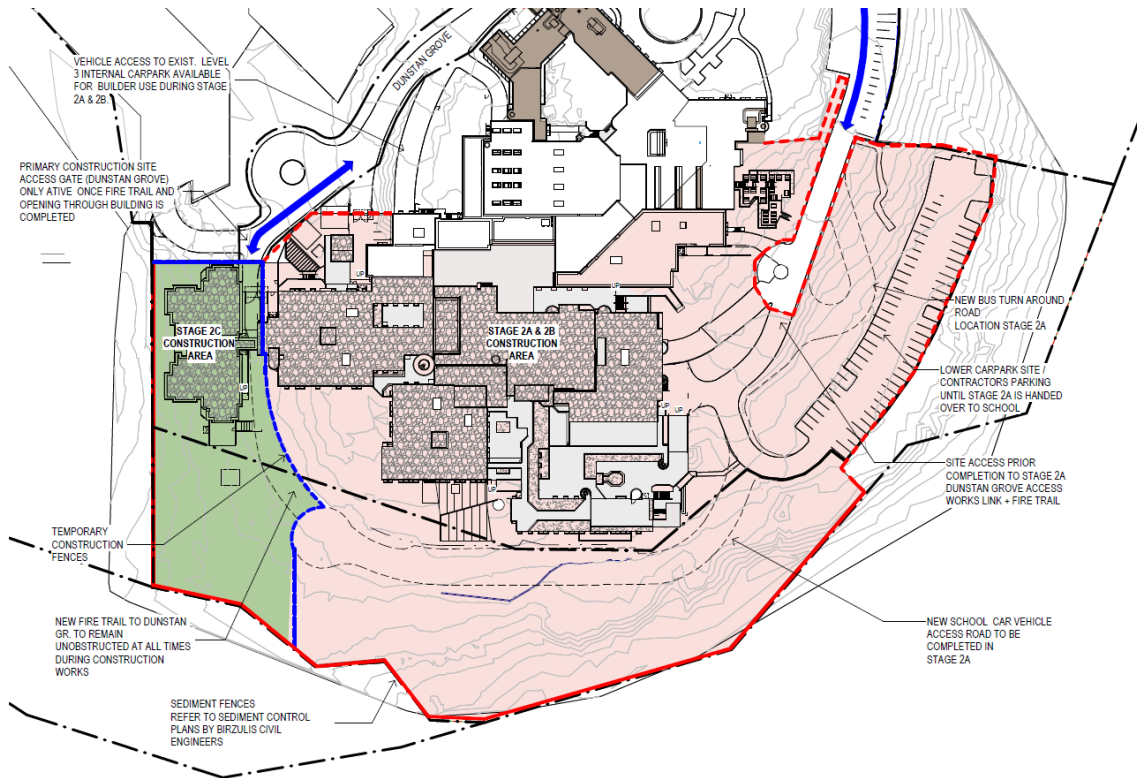 VEHICLE ACCESS TO EXIST. LEVEL
3 INTERNAL CARPARK AVAILABLE
FOR BUILDER USE DURING STAGE
2A & 2B.
DUNSTAN GROVE
PRIMARY CONSTRUCTION SITE
ACCESS GATE (DUNSTAN GROVE)
ONLY ATIVE ONCE FIRE TRAIL AND
OPENING THROUGH BUILDING IS
COMPLETED
UP
UP
STAGE 2C
CONSTRUCTION
AREA
STAGE 2A & 2B
CONSTRUCTION
AREA
UP
UP
UP
UP
NEW BUS TURN AROUND
ROAD
LOCATION STAGE 2A
LOWER CARPARK SITE /
CONTRACTORS PARKING
UNTIL STAGE 2A IS HANDED
OVER TO SCHOOL
SITE ACCESS PRIOR
COMPLETION TO STAGE 2A
DUNSTAN GROVE ACCESS
WORKS LINK + FIRE TRAIL
TEMPORARY
CONSTRUCTION
FENCES
NEW FIRE TRAIL TO DUNSTAN
GR. TO REMAIN
UNOBSTRUCTED AT ALL TIMES
DURING CONSTRUCTION
WORKS
NEW SCHOOL CAR VEHICLE
ACCESS ROAD TO BE
COMPLETED IN
STAGE 2A
SEDIMENT FENCES
REFER TO SEDIMENT CONTROL
PLANS BY BIRZULIS CIVIL
ENGINEERS